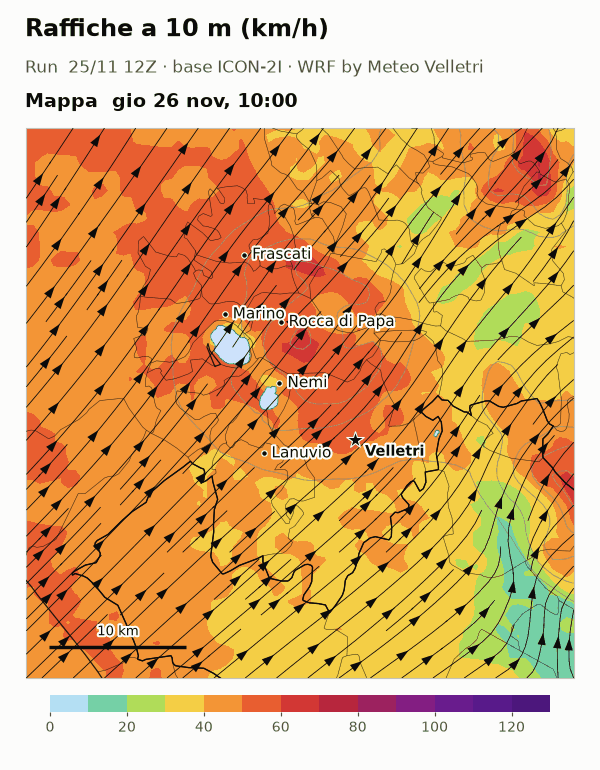 Raffiche a 10 m (km/h)
Run 25/11 12Z · base ICON-2I · WRF by Meteo Velletri
Mappa gio 26 nov, 10:00
Frascati
Marino
Rocca di Papa
Nemi
Velletri
Lanuvio
10 km
0 20 40 60 80 100 120